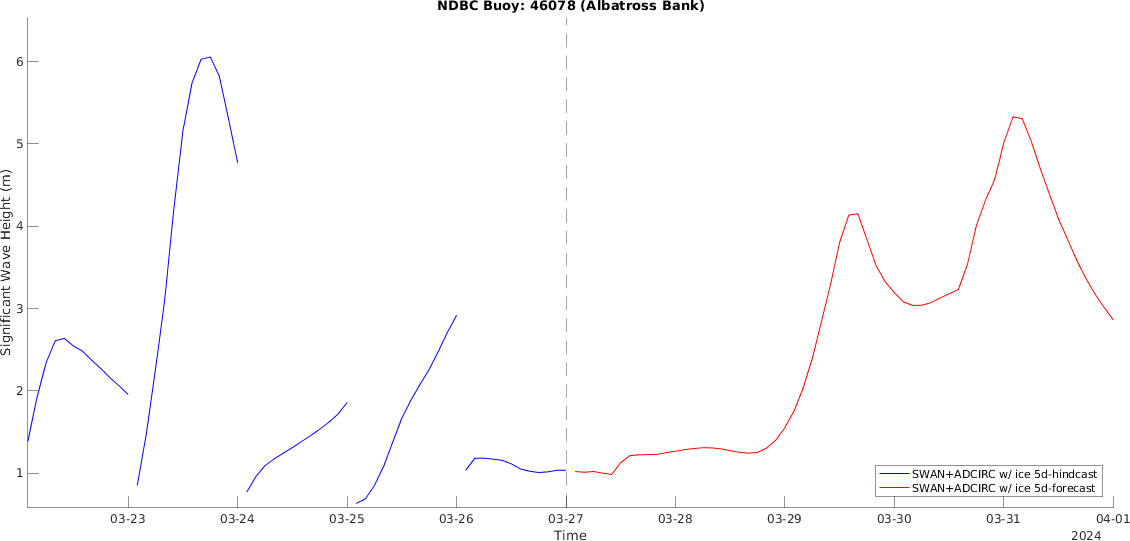 NDBC Buoy: 46078 (Albatross Bank)
Significant Wave Height (m)
6
5
4
3
2
1
SWAN+ADCIRC w/ ice 5d-hindcast
SWAN+ADCIRC w/ ice 5d-forecast
03-23 03-24 03-25 03-26 03-27 03-28 03-29 03-30 03-31 04-01
Time
2024